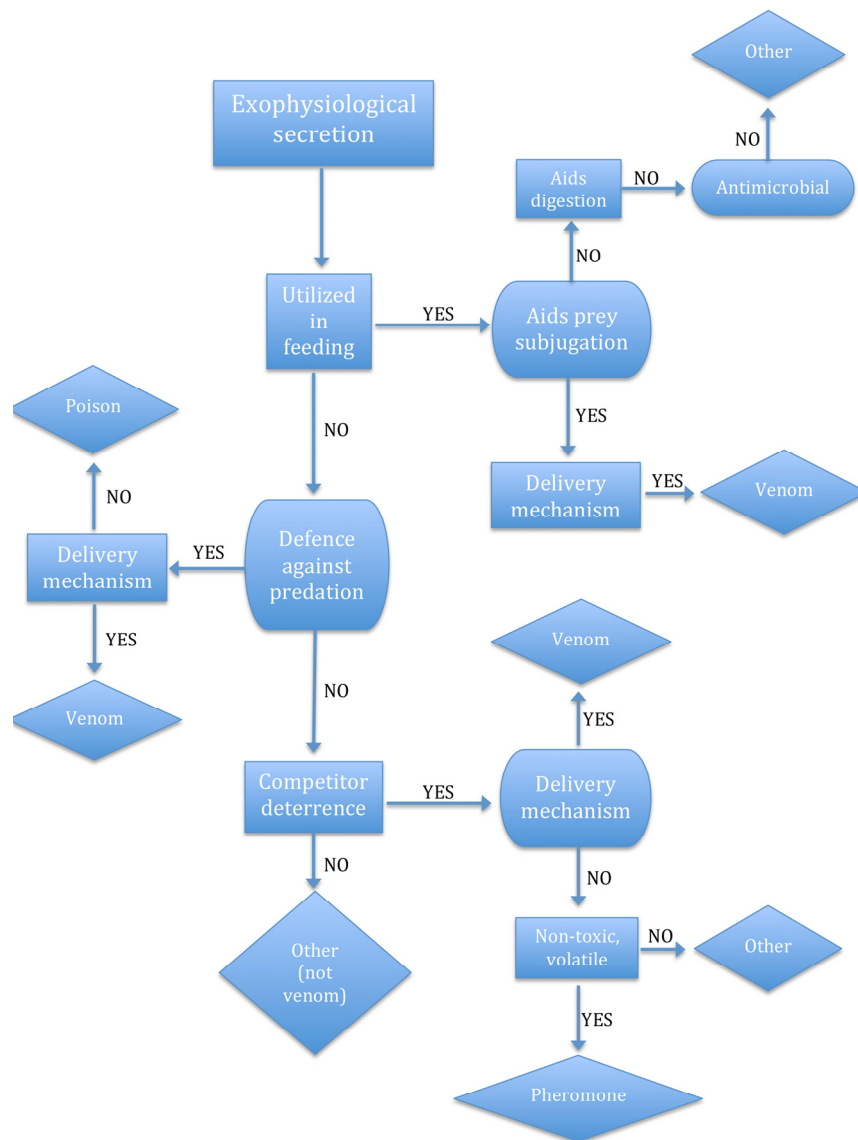 Other
Exophysiological
secretion
NO
Aids
digestion
NO
Antimicrobial
NO
Utilized
in
feeding
YES
Aids prey
subjugation
Poison
NO
YES
NO
Delivery
mechanism
YES
Venom
Delivery
mechanism
YES
Defence
against
predation
YES
Venom
NO
Venom
YES
Competitor
deterrence
YES
Delivery
mechanism
NO
NO
Other
(not
venom)
Non-toxic,
volatile
NO
Other
YES
Pheromone